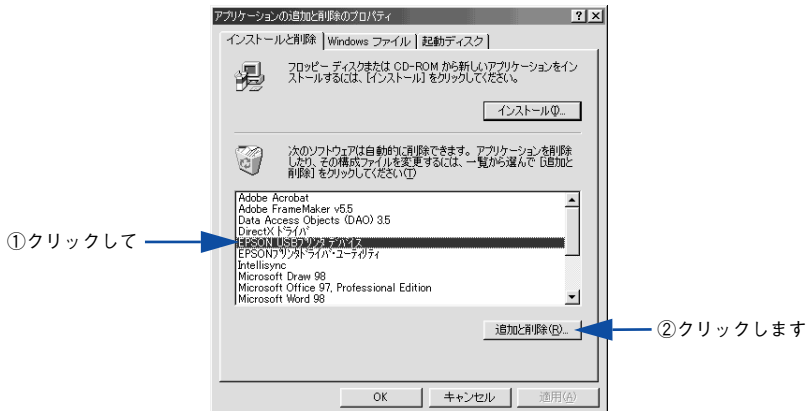 アプリケーションの追加と削除のプロパティ
インストールと削除 Windows ファイル 起動ディスク
フロッピー ディスクまたは CD-ROM から新しいアプリケーションをイン
ストールするには、[インストール] をクリックしてください。
インストール(I)...
次のソフトウェアは自動的に削除できます。アプリケーションを削除
したり、その構成ファイルを変更するには、一覧から選んで [追加と
削除] をクリックしてください(T)
Adobe Acrobat
Adobe FrameMaker v5.5
Data Access Objects (DAO) 3.5
DirectX ドライバ
①クリックして
EPSON USBプリンタデバイス
EPSONプリンタドライバ・ユーティリティ
Intellisync
Microsoft Draw 98
Microsoft Office 97, Professional Edition
Microsoft Word 98
追加と削除(R)...
②クリックします
OK キャンセル 適用(A)